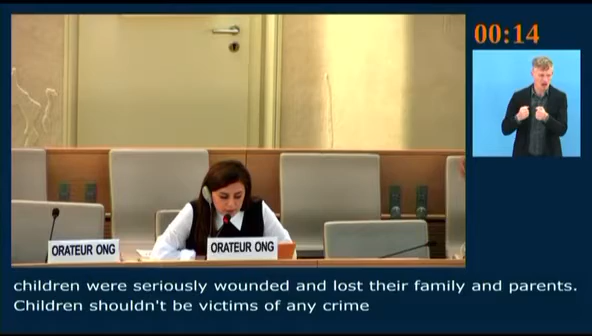 00:14
ORATEUR ONG
ORATEUR ONG
children were seriously wounded and lost their family and parents.
Children shouldn't be victims of any crime